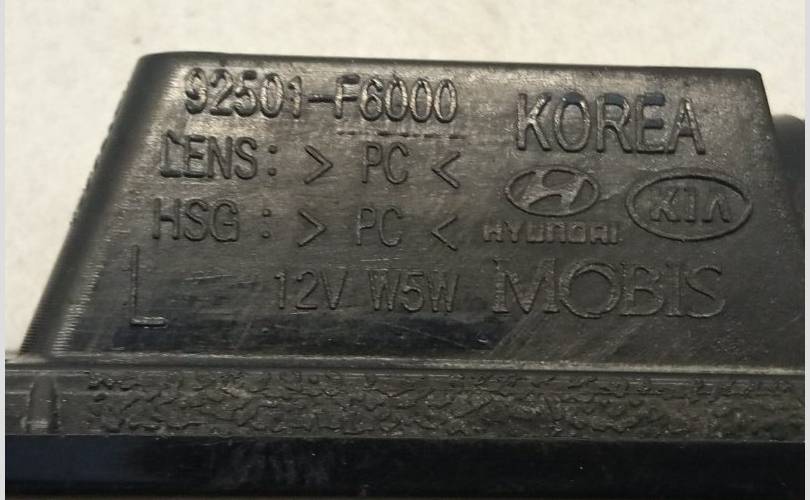 92501-F6000
LENS: > PC <
HSG : > PC <
L 12V W5W
KOREA
HYUNDAI
KIA
MOBIS